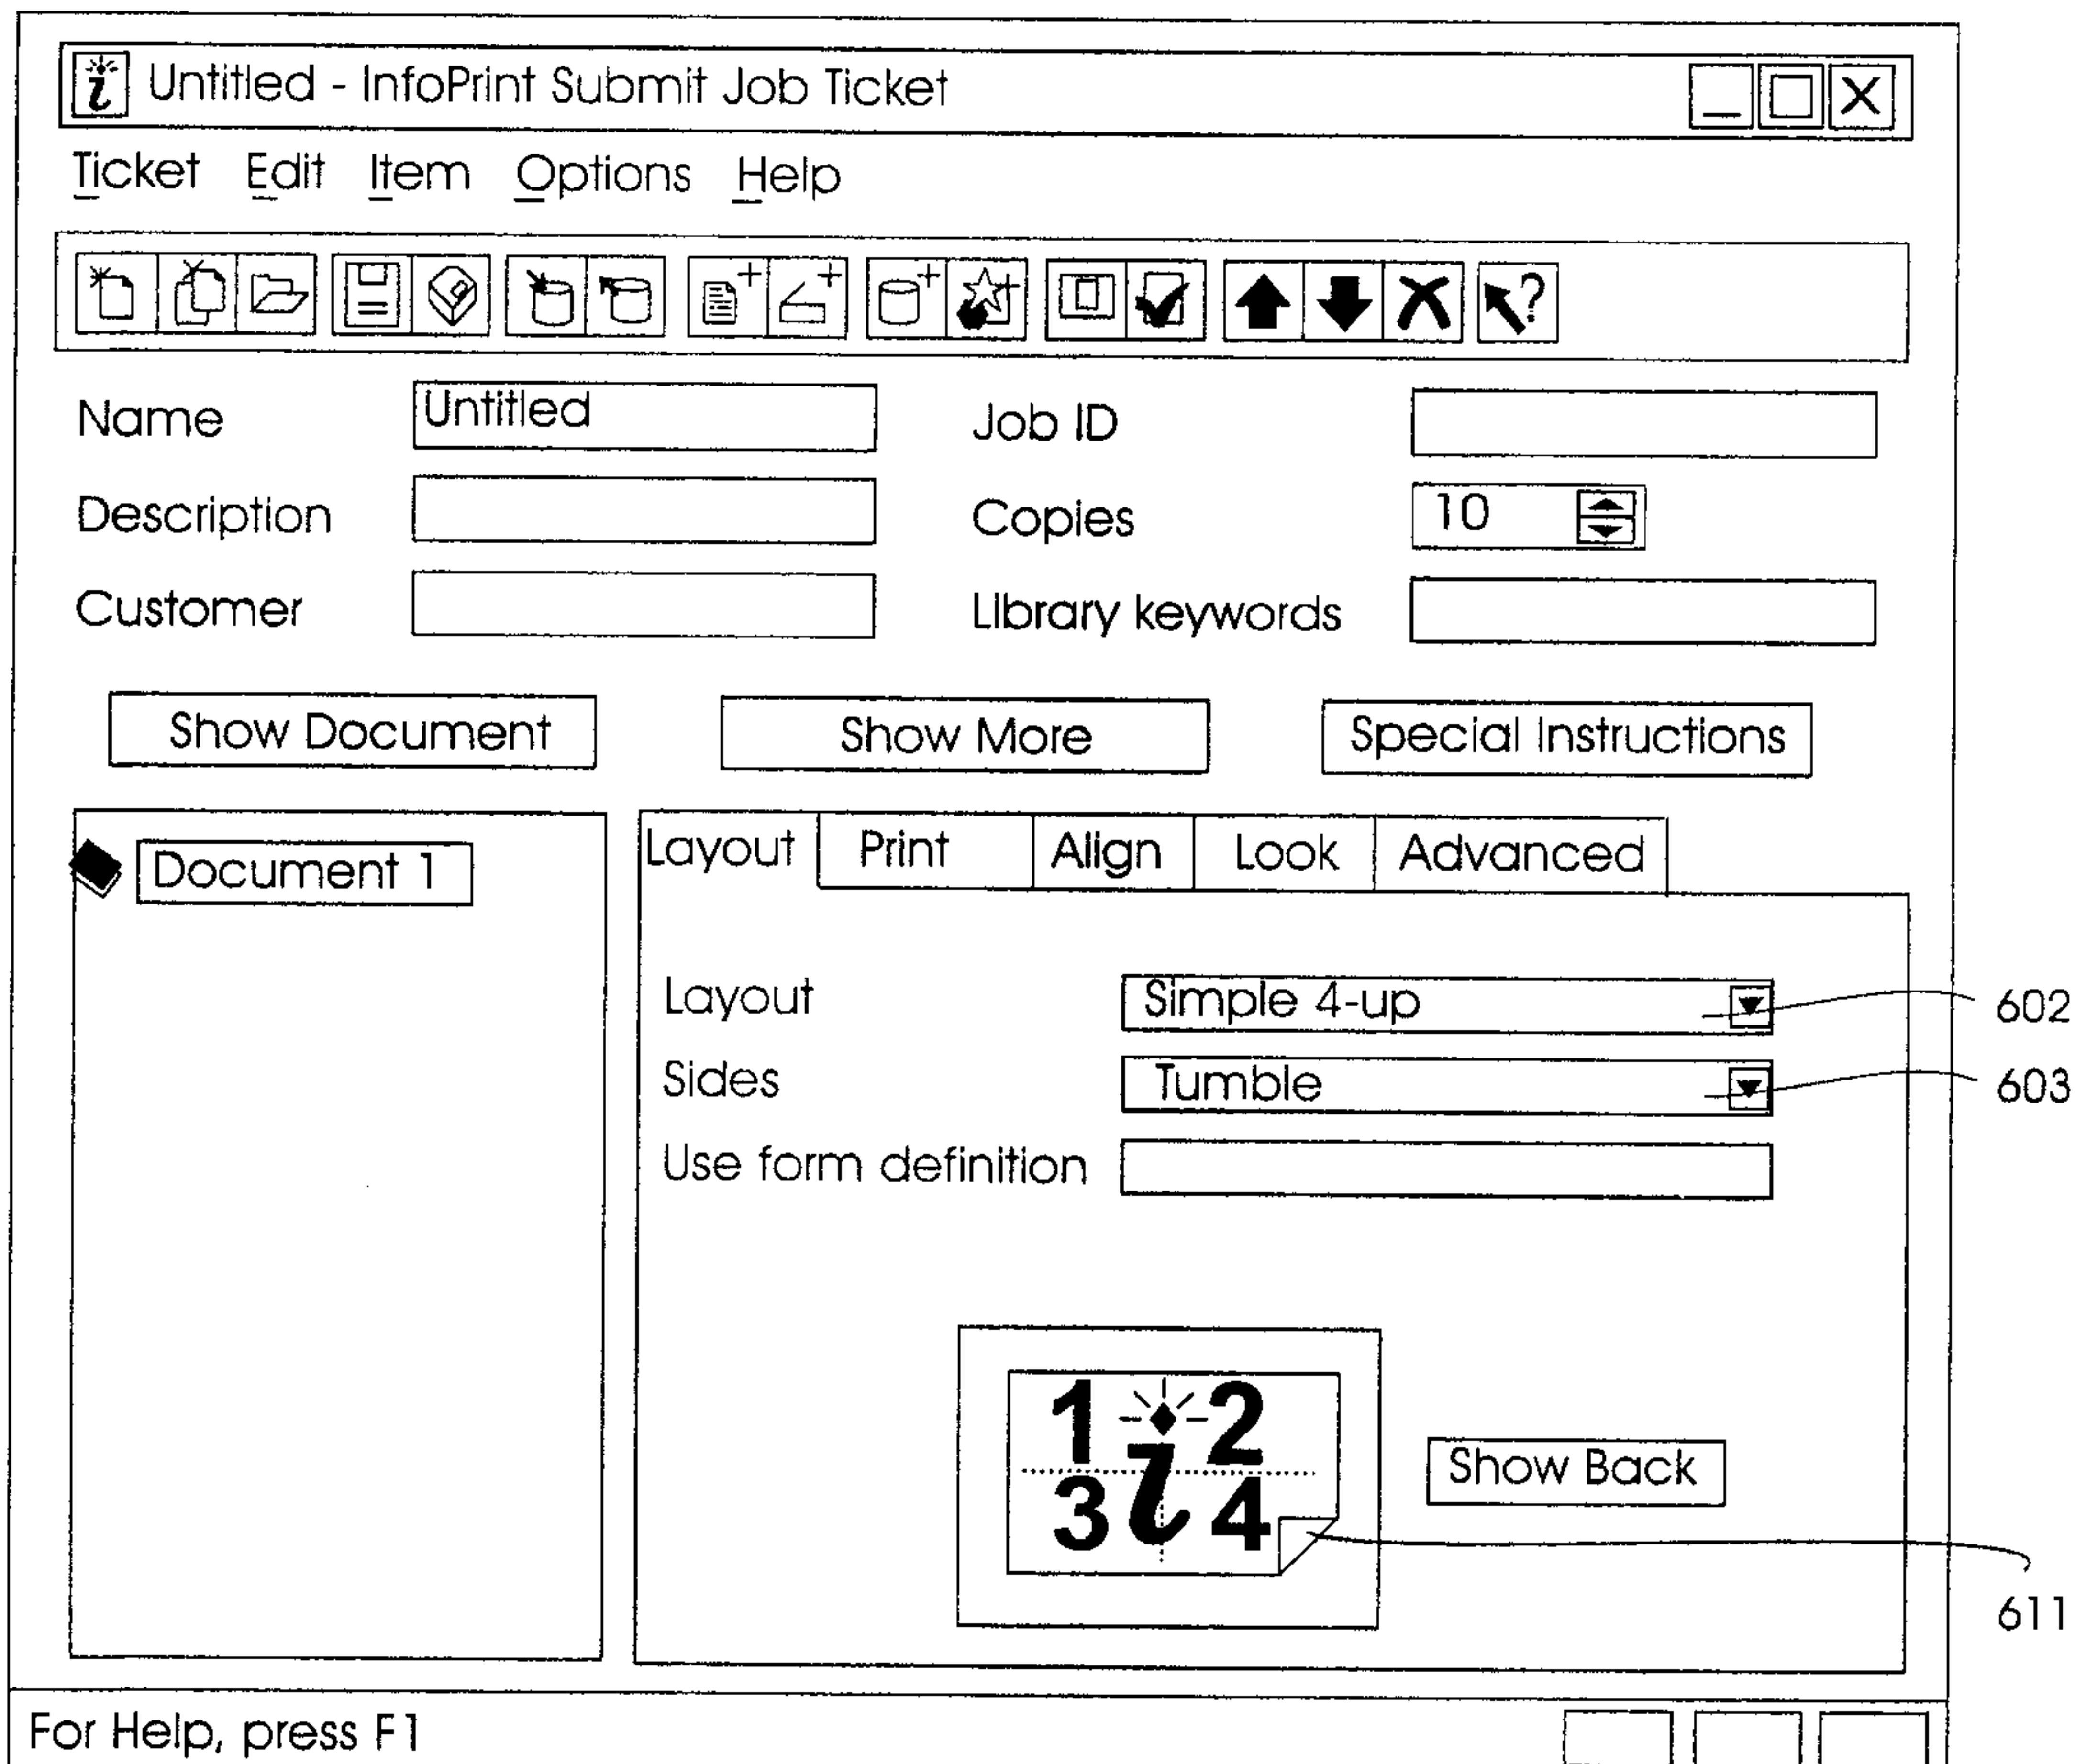 Untitled - InfoPrint Submit Job Ticket
Ticket Edit Item Options Help
Name Untitled Job ID
Description Copies 10
Customer Library keywords
Show Document Show More Special Instructions
Document 1
Layout Print Align Look Advanced
Layout Simple 4-up 602
Sides Tumble 603
Use form definition
1 i 2
3 4
Show Back
611
For Help, press F1